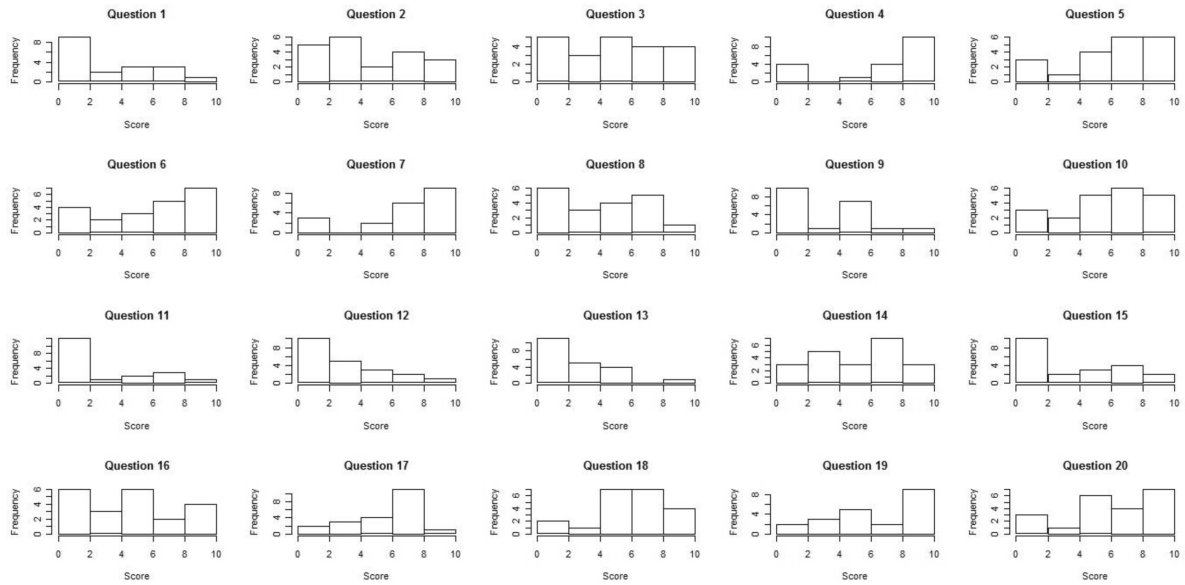 Question 1
Frequency
0 4 8
0 2 4 6 8 10
Score
Question 2
Frequency
0 2 4 6
0 2 4 6 8 10
Score
Question 3
Frequency
0 2 4
0 2 4 6 8 10
Score
Question 4
Frequency
0 4 8
0 2 4 6 8 10
Score
Question 5
Frequency
0 2 4 6
0 2 4 6 8 10
Score
Question 6
Frequency
0 2 4 6
0 2 4 6 8 10
Score
Question 7
Frequency
0 4 8
0 2 4 6 8 10
Score
Question 8
Frequency
0 2 4 6
0 2 4 6 8 10
Score
Question 9
Frequency
0 4 8
0 2 4 6 8 10
Score
Question 10
Frequency
0 2 4 6
0 2 4 6 8 10
Score
Question 11
Frequency
0 4 8
0 2 4 6 8 10
Score
Question 12
Frequency
0 4 8
0 2 4 6 8 10
Score
Question 13
Frequency
0 4 8
0 2 4 6 8 10
Score
Question 14
Frequency
0 2 4 6
0 2 4 6 8 10
Score
Question 15
Frequency
0 4 8
0 2 4 6 8 10
Score
Question 16
Frequency
0 2 4 6
0 2 4 6 8 10
Score
Question 17
Frequency
0 4 8
0 2 4 6 8 10
Score
Question 18
Frequency
0 2 4 6
0 2 4 6 8 10
Score
Question 19
Frequency
0 4 8
0 2 4 6 8 10
Score
Question 20
Frequency
0 2 4 6
0 2 4 6 8 10
Score